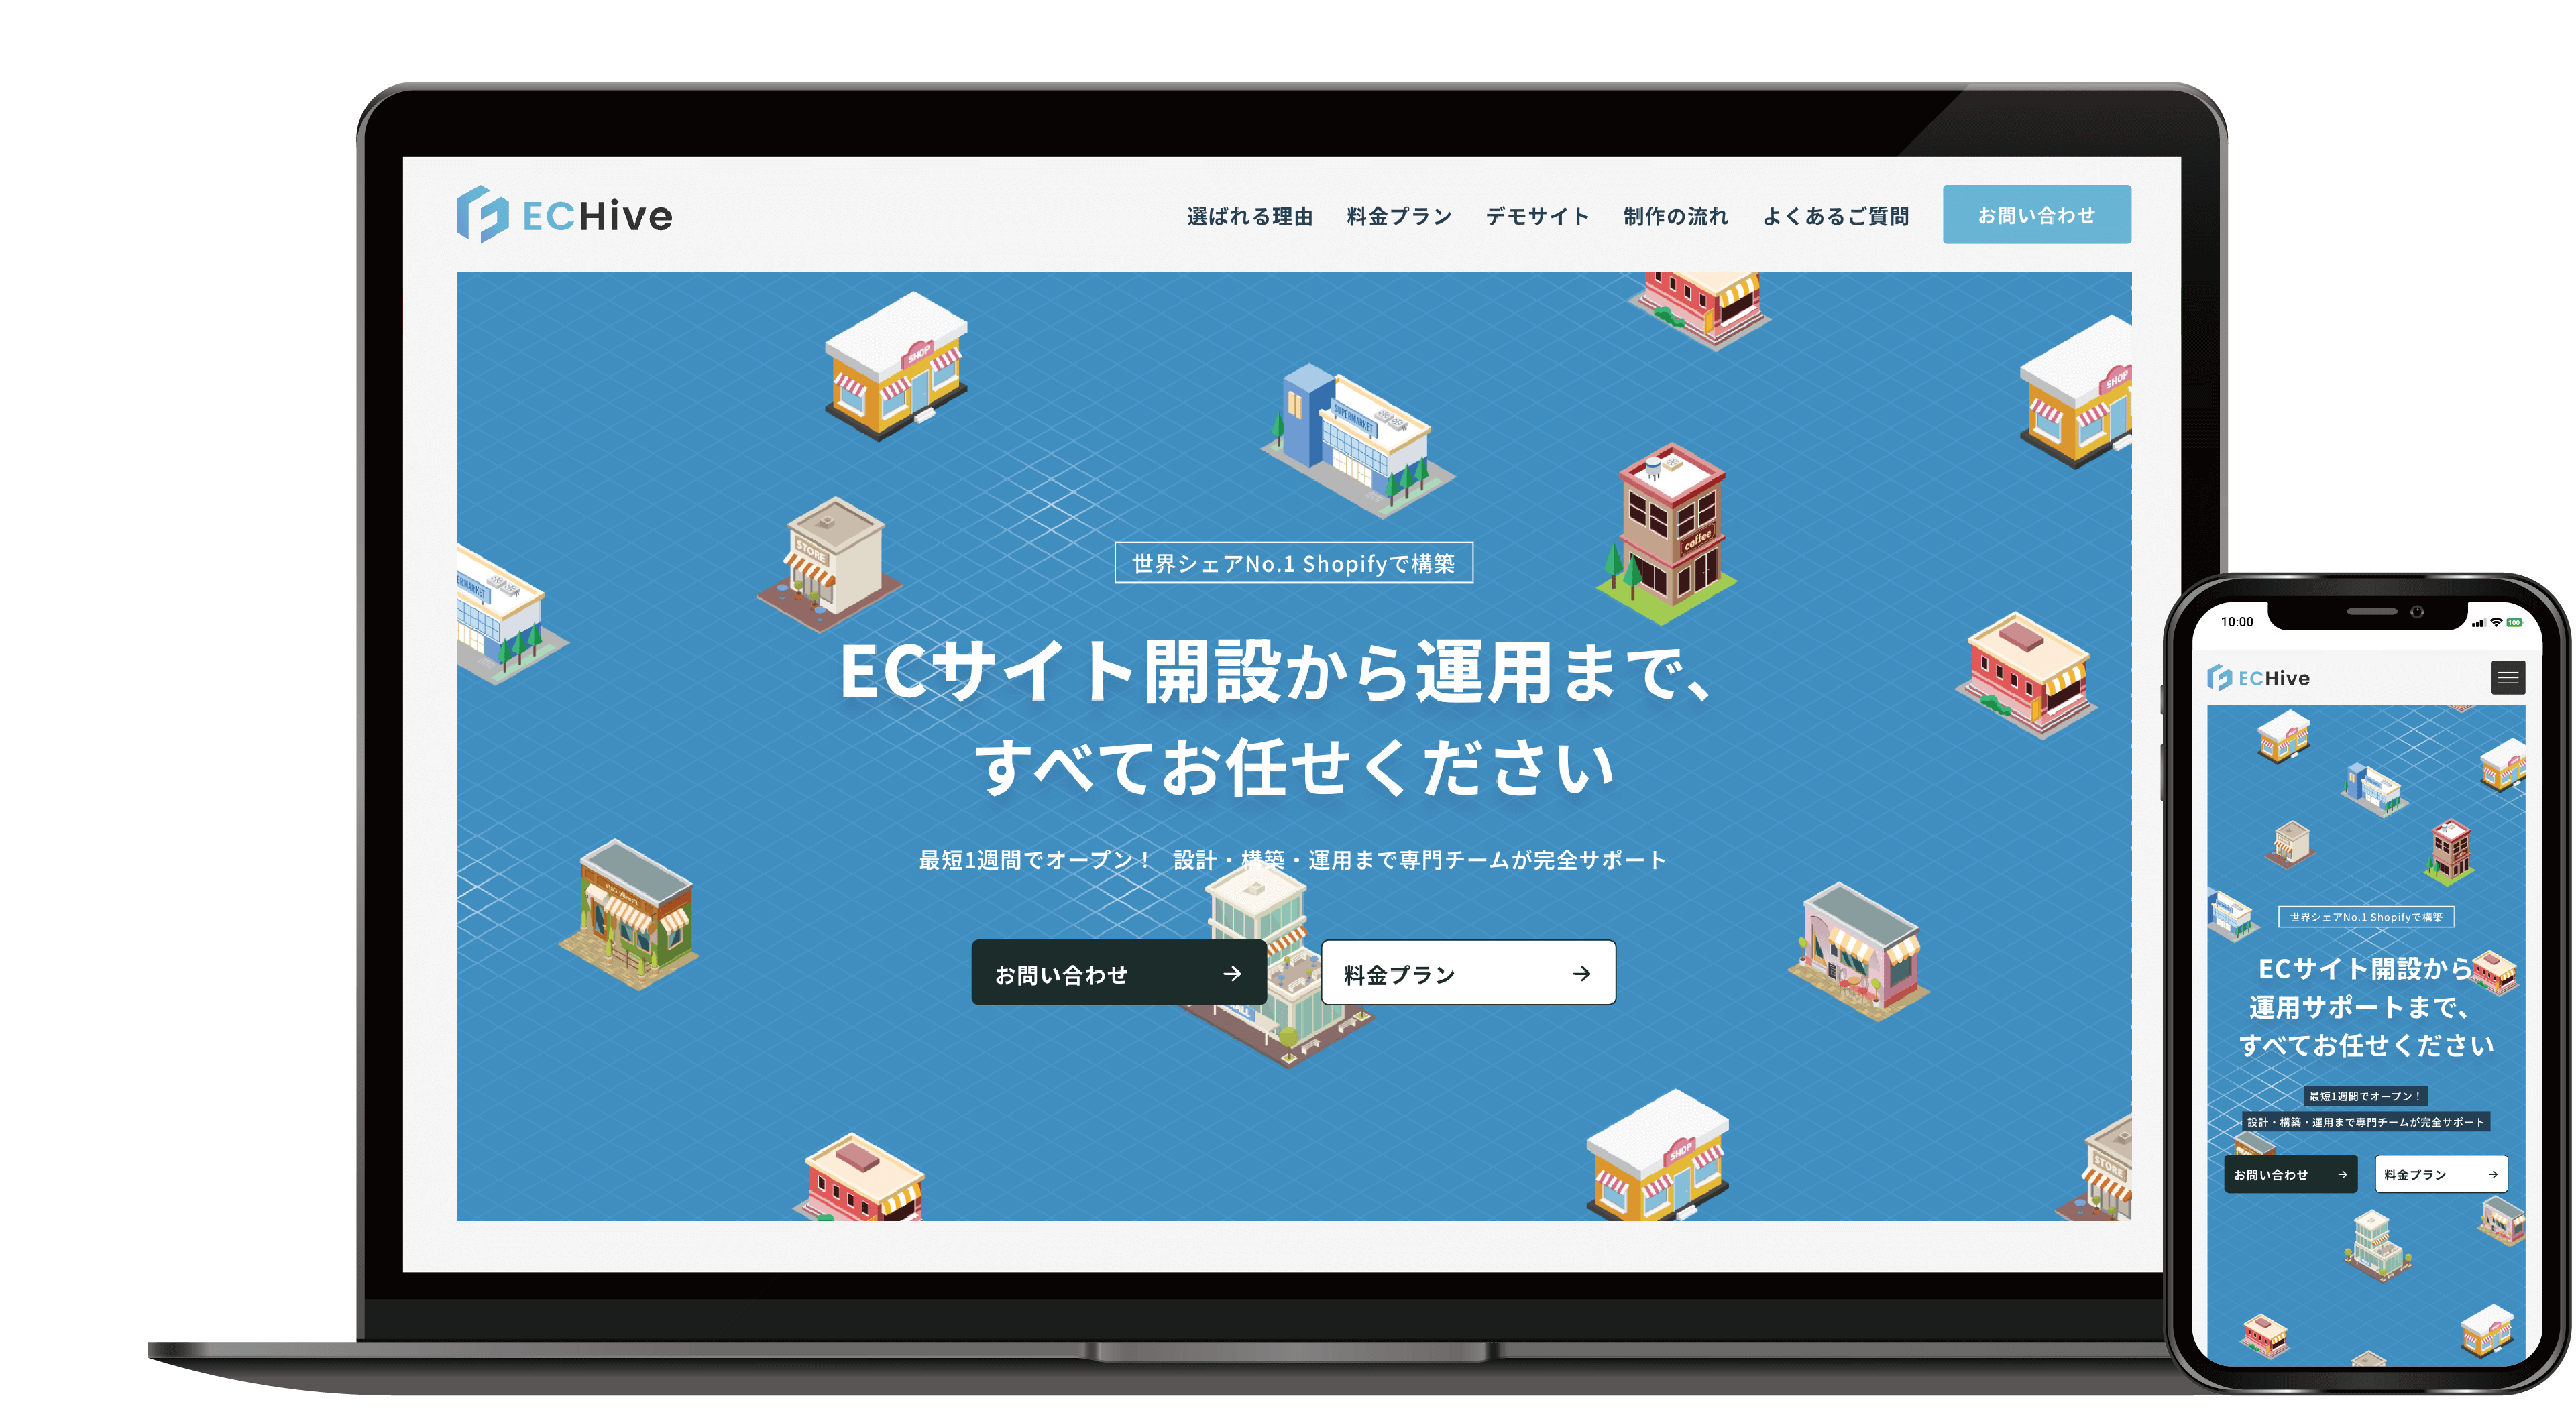 ECHive
選ばれる理由 料金プラン デモサイト 制作の流れ よくあるご質問 お問い合わせ
SHOP
SUPERMARKET
SHOP
coffee
STORE
世界シェアNo.1 Shopifyで構築
ECサイト開設から運用まで、
すべてお任せください
最短1週間でオープン！ 設計・構築・運用まで専門チームが完全サポート
お問い合わせ →
料金プラン →
SHOP
STORE
10:00
100
ECHive
世界シェアNo.1 Shopifyで構築
ECサイト開設から
運用サポートまで、
すべてお任せください
最短1週間でオープン！
設計・構築・運用まで専門チームが完全サポート
お問い合わせ →
料金プラン →